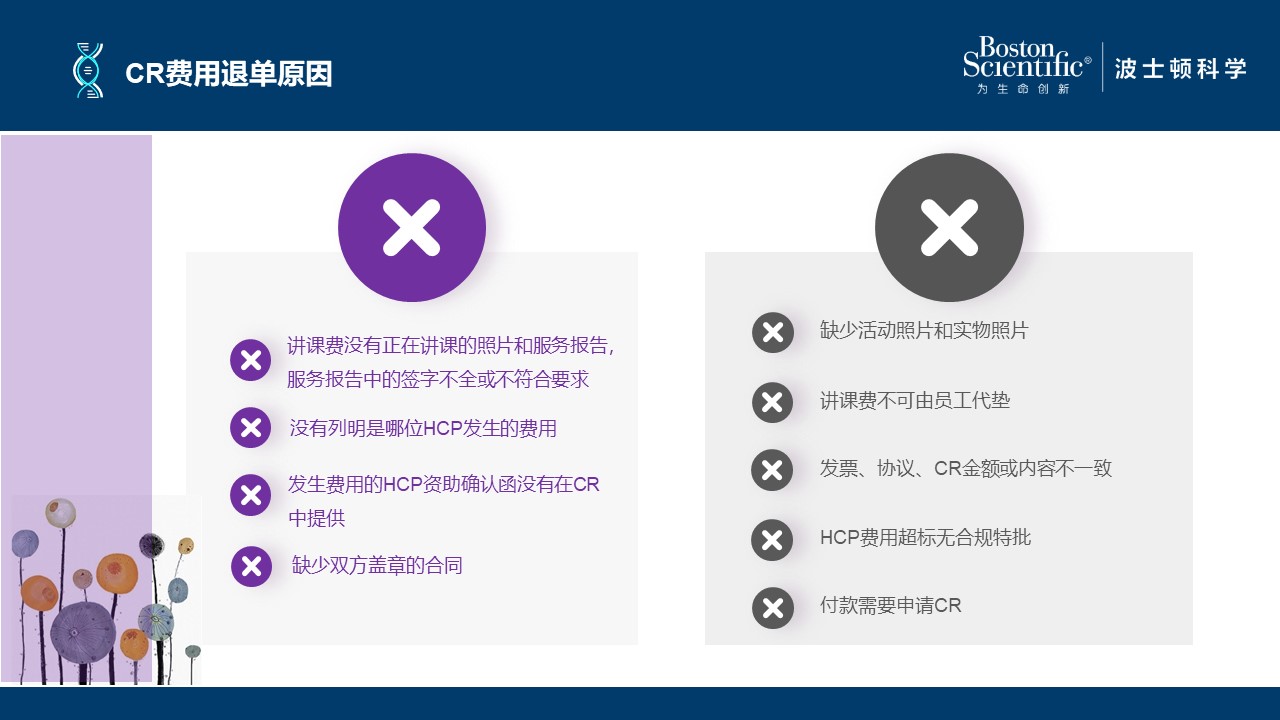 CR费用退单原因
Boston
Scientific®
为生命创新
波士顿科学
讲课费没有正在讲课的照片和服务报告，
服务报告中的签字不全或不符合要求
没有列明是哪位HCP发生的费用
发生费用的HCP资助确认函没有在CR
中提供
缺少双方盖章的合同
缺少活动照片和实物照片
讲课费不可由员工代垫
发票、协议、CR金额或内容不一致
HCP费用超标无合规特批
付款需要申请CR